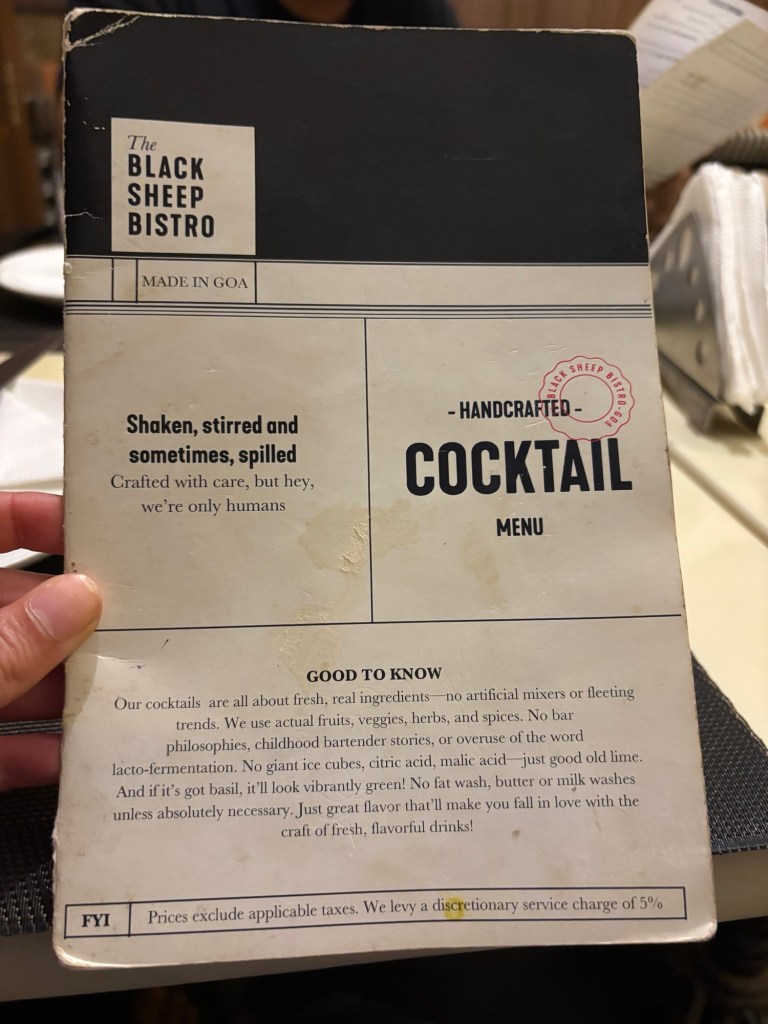 The
BLACK
SHEEP
BISTRO
MADE IN GOA
Shaken, stirred and
sometimes, spilled
Crafted with care, but hey,
we're only humans
BLACK SHEEP BISTRO-GOA
- HANDCRAFTED -
COCKTAIL
MENU
GOOD TO KNOW
Our cocktails are all about fresh, real ingredients—no artificial mixers or fleeting
trends. We use actual fruits, veggies, herbs, and spices. No bar
philosophies, childhood bartender stories, or overuse of the word
lacto-fermentation. No giant ice cubes, citric acid, malic acid—just good old lime.
And if it's got basil, it'll look vibrantly green! No fat wash, butter or milk washes
unless absolutely necessary. Just great flavor that'll make you fall in love with the
craft of fresh, flavorful drinks!
FYI
Prices exclude applicable taxes. We levy a discretionary service charge of 5%